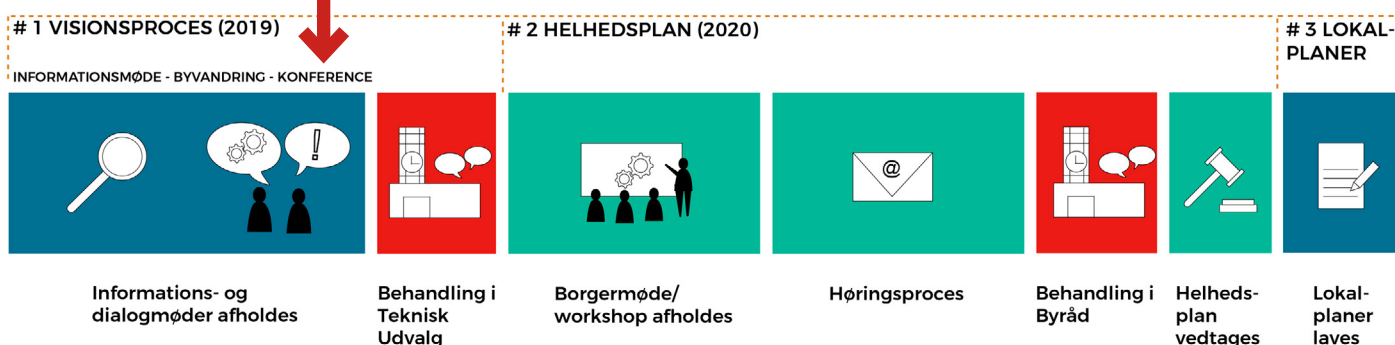 # 1 VISIONSPROCES (2019)
INFORMATIONSMØDE - BYVANDRING - KONFERENCE
# 2 HELHEDSPLAN (2020)
# 3 LOKAL-
PLANER
!
@
Informations- og
dialogmøder afholdes
Behandling i
Teknisk
Udvalg
Borgermøde/
workshop afholdes
Høringsproces
Behandling i
Byråd
Helheds-
plan
vedtages
Lokal-
planer
laves